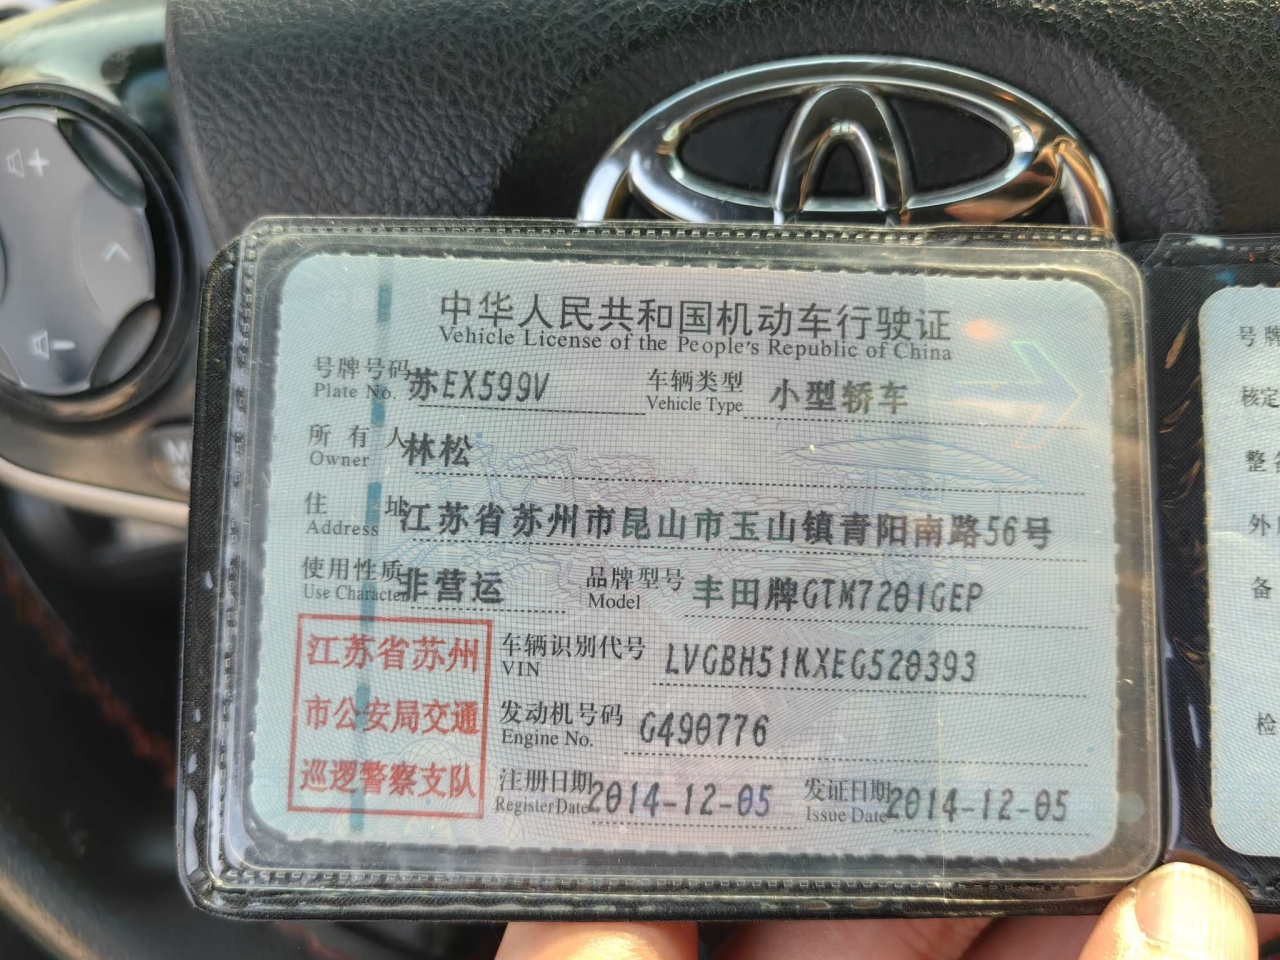 中华人民共和国机动车行驶证
Vehicle License of the People's Republic of China
号牌号码 苏EX599V 车辆类型 小型轿车
Plate No. Vehicle Type
所有人 林松
Owner
住址 江苏省苏州市昆山市玉山镇青阳南路56号
Address
使用性质 非营运 品牌型号 丰田牌GTM7201GEP
Use Character Model
车辆识别代号 LVGBH51KXEG520393
VIN
发动机号码 G490776
Engine No.
注册日期 2014-12-05 发证日期 2014-12-05
Register Date Issue Date
江苏省苏州
市公安局交通
巡逻警察支队
号牌
核定
整备
外
备
检